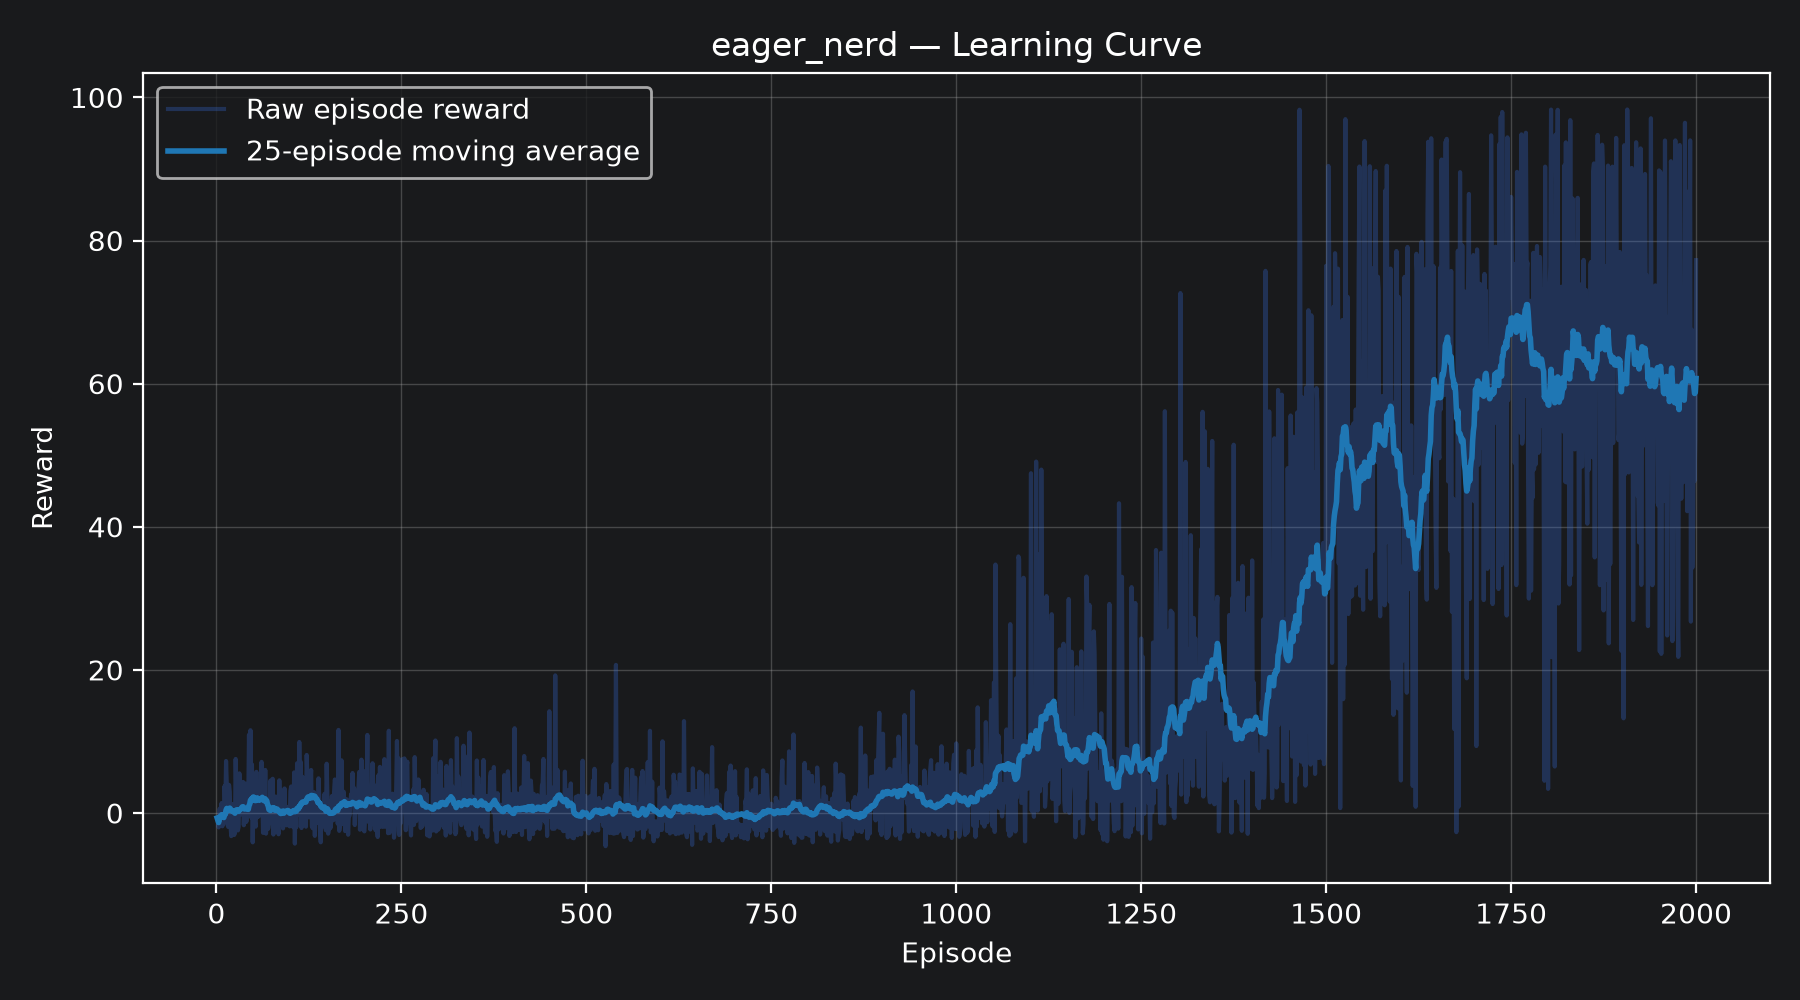 eager_nerd — Learning Curve
Raw episode reward
25-episode moving average
100
80
60
40
20
0
Reward
0 250 500 750 1000 1250 1500 1750 2000
Episode